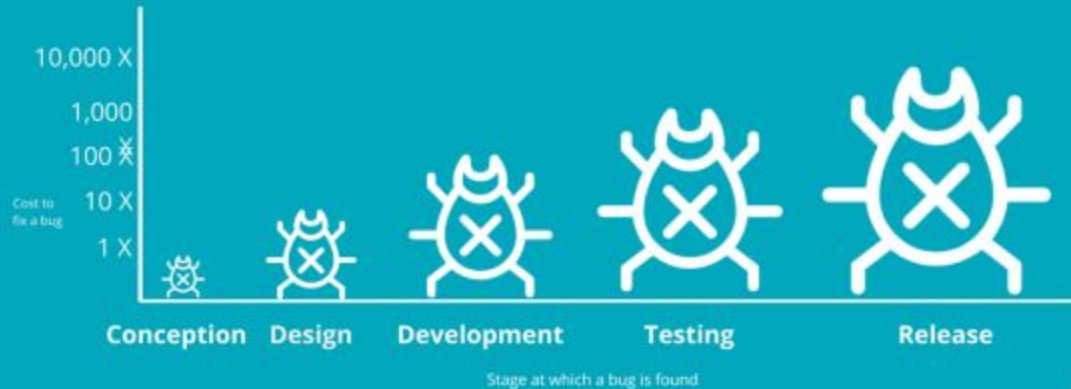 10,000 X
1,000
X
100 X
Cost to
fix a bug
10 X
1 X
Conception Design Development Testing Release
Stage at which a bug is found